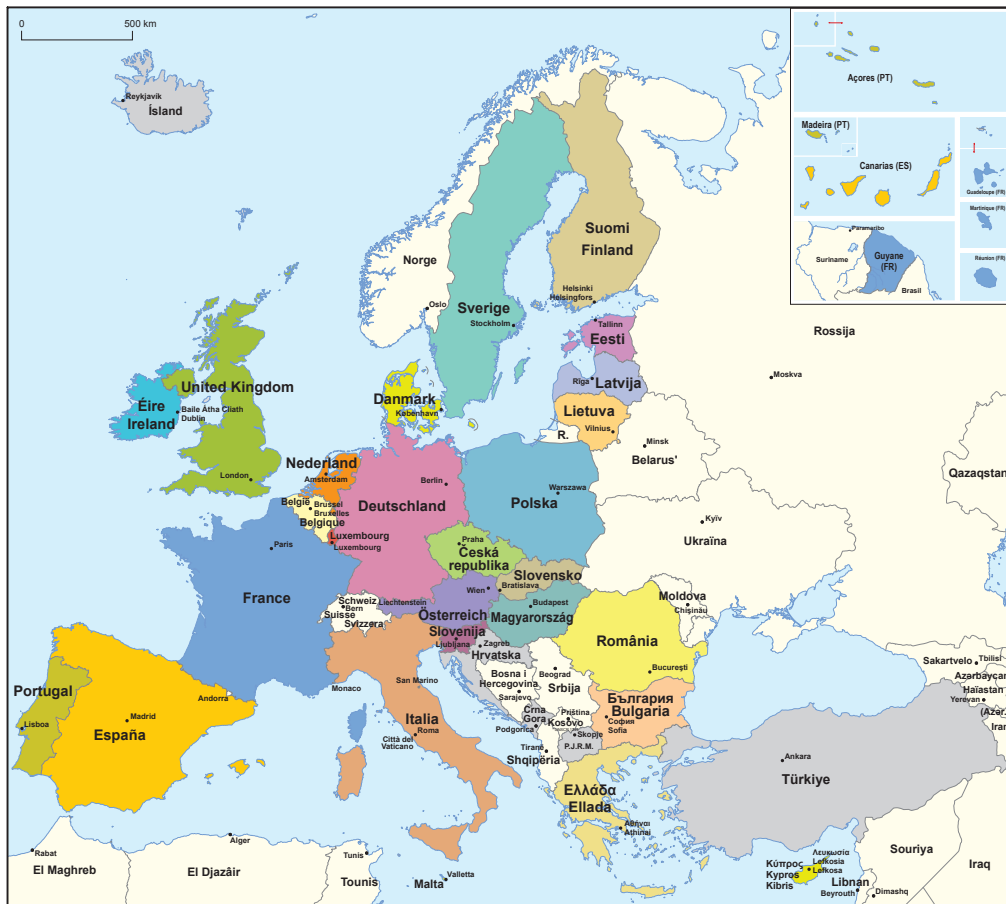 0 500 km
Açores (PT)
Madeira (PT)
Canarias (ES)
Guadeloupe (FR)
Martinique (FR)
Réunion (FR)
Paramaribo
Suriname
Guyane
(FR)
Brasil
Reykjavík
Ísland
Norge
Oslo
Sverige
Stockholm
Suomi
Finland
Helsinki
Helsingfors
Tallinn
Eesti
Rīga
Latvija
Lietuva
Vilnius
R.
Rossija
Moskva
Minsk
Belarus'
Qazaqstan
United Kingdom
London
Éire
Ireland
Baile Átha Cliath
Dublin
Danmark
København
Nederland
Amsterdam
België
Brussel
Bruxelles
Belgique
Luxembourg
Luxembourg
Deutschland
Berlin
Polska
Warszawa
Kyïv
Ukraïna
Praha
Česká
republika
Slovensko
Bratislava
Wien
Österreich
Liechtenstein
Budapest
Magyarország
Moldova
Chisinău
Paris
France
Schweiz
Bern
Suisse
Svizzera
Slovenija
Ljubljana
Zagreb
Hrvatska
România
Bucureşti
Bosna i
Hercegovina
Sarajevo
Beograd
Srbija
Crna
Gora
Podgorica
Priština
Kosovo
Skopje
P.J.R.M.
Tiranë
Shqipëria
България
Bulgaria
София
Sofia
Portugal
Lisboa
Madrid
España
Andorra
Monaco
San Marino
Italia
Roma
Città del
Vaticano
Ελλάδα
Ellada
Αθήναι
Athinai
Ankara
Türkiye
Sakartvelo
Tbilisi
Azərbaycan
Haïastan
Yerevan
(Azər.)
Iran
Rabat
El Maghreb
Alger
El Djazâir
Tunis
Tounis
Valletta
Malta
Κύπρος
Kypros
Kibris
Λευκωσία
Lefkosia
Lefkosa
Souriya
Libnan
Beyrouth
Dimashq
Iraq